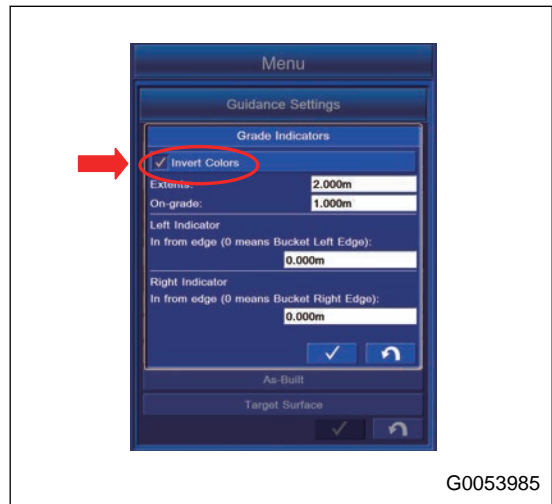 Menu
Guidance Settings
Grade Indicators
Invert Colors
Extents: 2.000m
On-grade: 1.000m
Left Indicator
In from edge (0 means Bucket Left Edge):
0.000m
Right Indicator
In from edge (0 means Bucket Right Edge):
0.000m
As-Built
Target Surface
G0053985